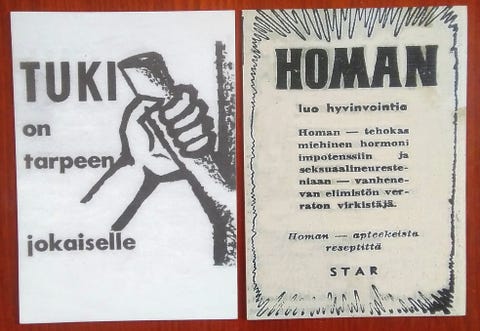 TUKI
on
tarpeen
jokaiselle
HOMAN
luo hyvinvointia
Homan — tehokas
miehinen hormoni
impotenssiin ja
seksuaalineureste-
niaan — vanhene-
van elimistön ver-
raton virkistäjä.
Homan — apteekeista
reseptittä
STAR